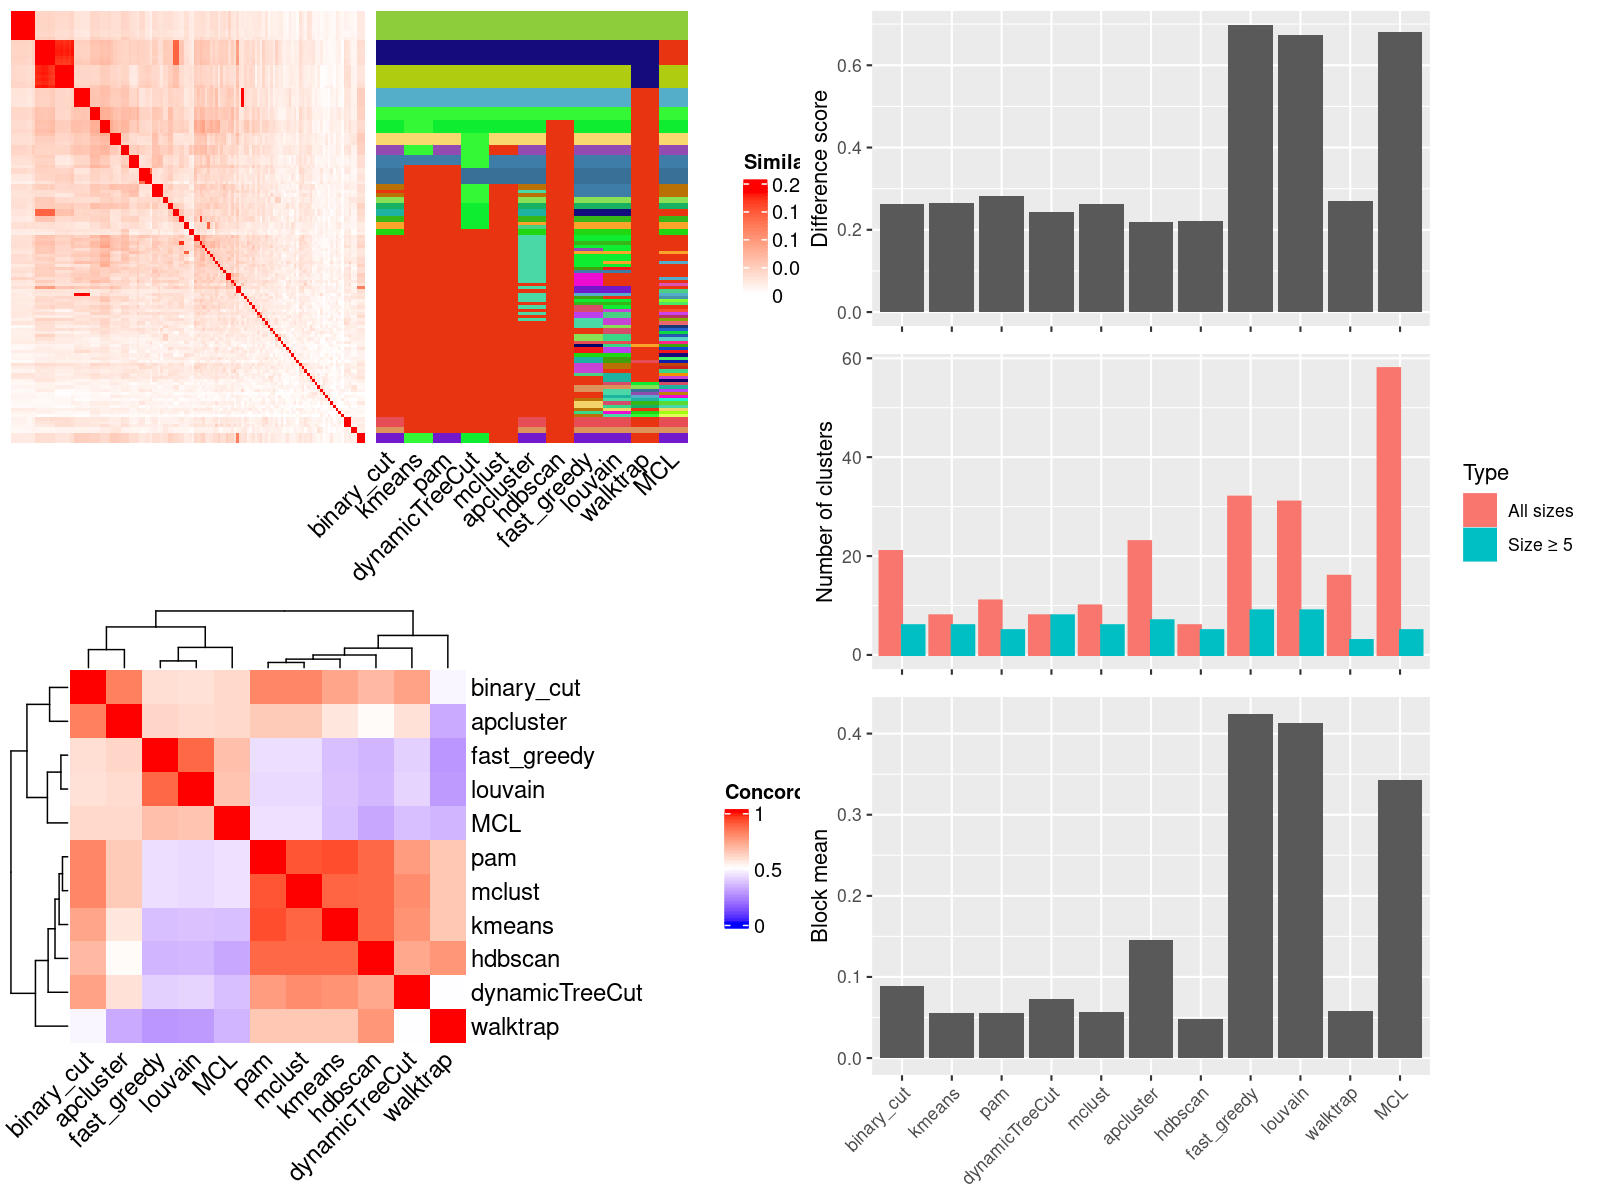 Simila
0.2
0.1
0.1
0.0
0
binary_cut
kmeans
pam
dynamicTreeCut
mclust
apcluster
hdbscan
fast_greedy
louvain
walktrap
MCL
Difference score
0.6
0.4
0.2
0.0
Number of clusters
60
40
20
0
Type
All sizes
Size ≥ 5
binary_cut
apcluster
fast_greedy
louvain
MCL
pam
mclust
kmeans
hdbscan
dynamicTreeCut
walktrap
binary_cut
apcluster
fast_greedy
louvain
MCL
pam
mclust
kmeans
hdbscan
dynamicTreeCut
walktrap
Concord
1
0.5
0
Block mean
0.4
0.3
0.2
0.1
0.0
binary_cut
kmeans
pam
dynamicTreeCut
mclust
apcluster
hdbscan
fast_greedy
louvain
walktrap
MCL